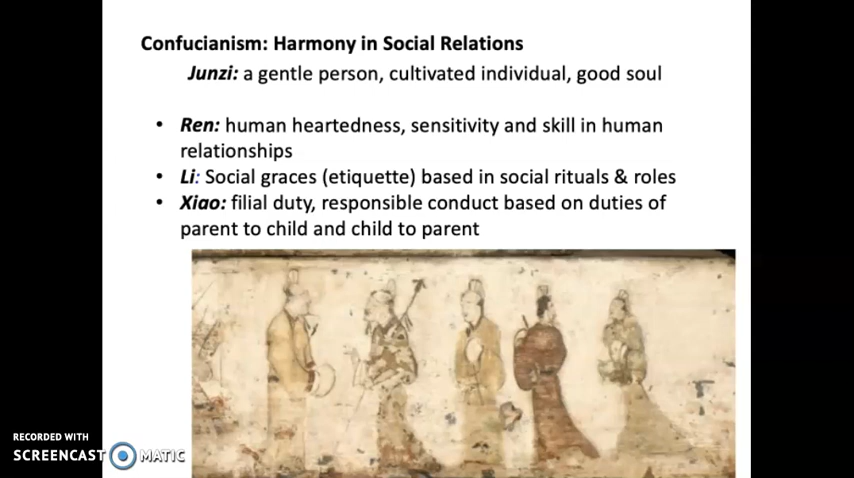 Confucianism: Harmony in Social Relations
Junzi: a gentle person, cultivated individual, good soul
• Ren: human heartedness, sensitivity and skill in human
relationships
• Li: Social graces (etiquette) based in social rituals & roles
• Xiao: filial duty, responsible conduct based on duties of
parent to child and child to parent
RECORDED WITH
SCREENCAST MATIC